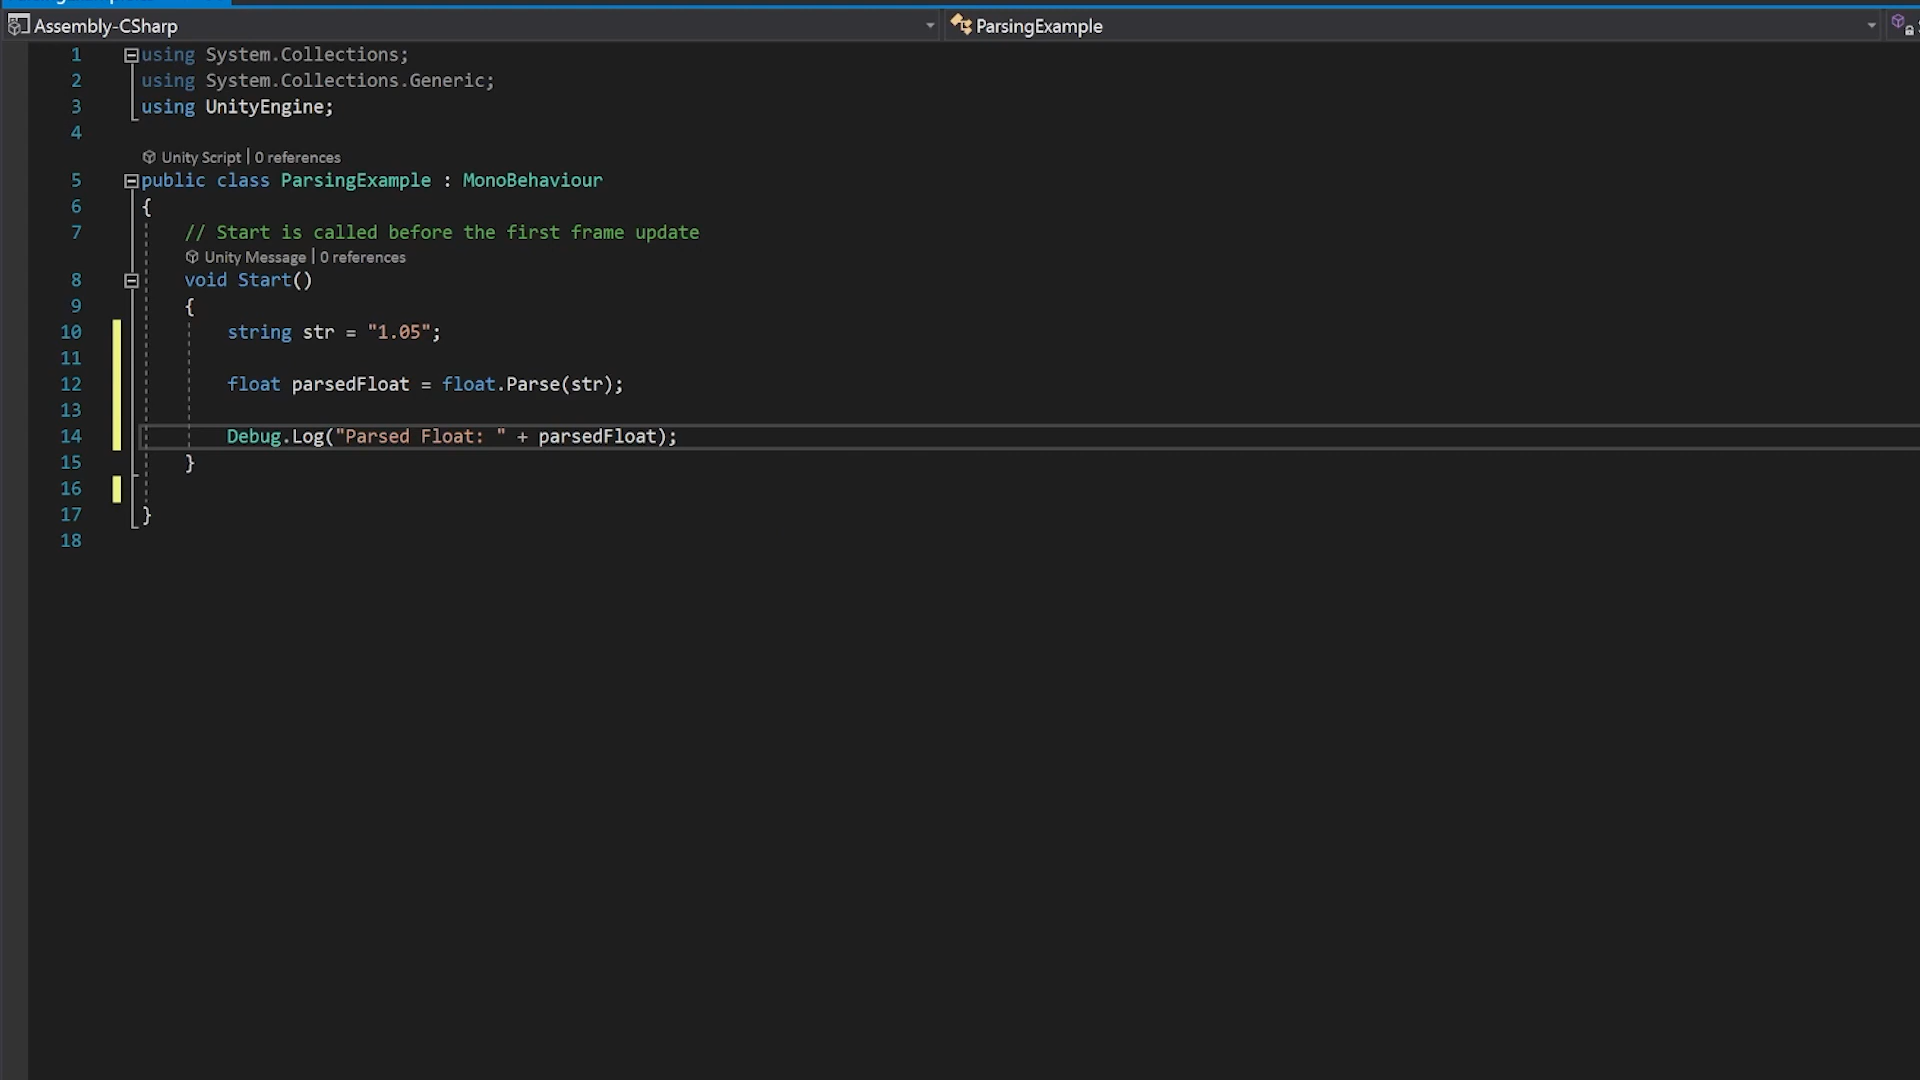 Assembly-CSharp
ParsingExample
1 using System.Collections;
2 using System.Collections.Generic;
3 using UnityEngine;
4
Unity Script | 0 references
5 public class ParsingExample : MonoBehaviour
6 {
7 // Start is called before the first frame update
Unity Message | 0 references
8 void Start()
9 {
10 string str = "1.05";
11
12 float parsedFloat = float.Parse(str);
13
14 Debug.Log("Parsed Float: " + parsedFloat);
15 }
16
17 }
18